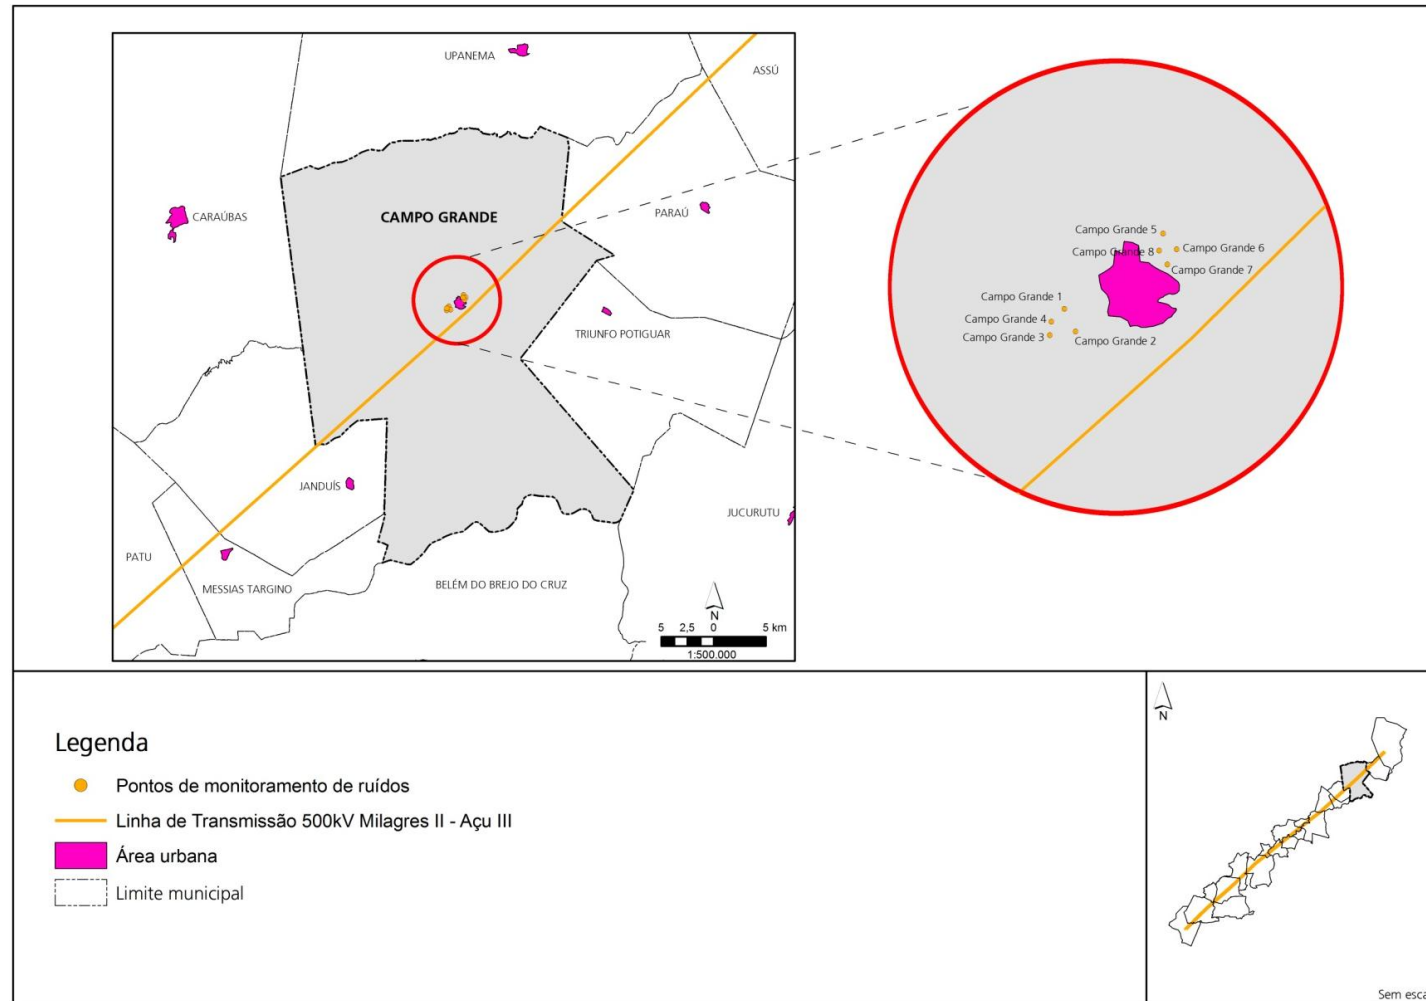 UPANEMA
ASSÚ
CARAÚBAS
CAMPO GRANDE
PARAÚ
TRIUNFO POTIGUAR
JANDUÍS
JUCURUTU
PATU
MESSIAS TARGINO
BELÉM DO BREJO DO CRUZ
N
5 2,5 0 5 km
1:500.000
Campo Grande 5
Campo Grande 8
Campo Grande 6
Campo Grande 7
Campo Grande 1
Campo Grande 4
Campo Grande 3
Campo Grande 2
Legenda
Pontos de monitoramento de ruídos
Linha de Transmissão 500kV Milagres II - Açu III
Área urbana
Limite municipal
N
Sem esca